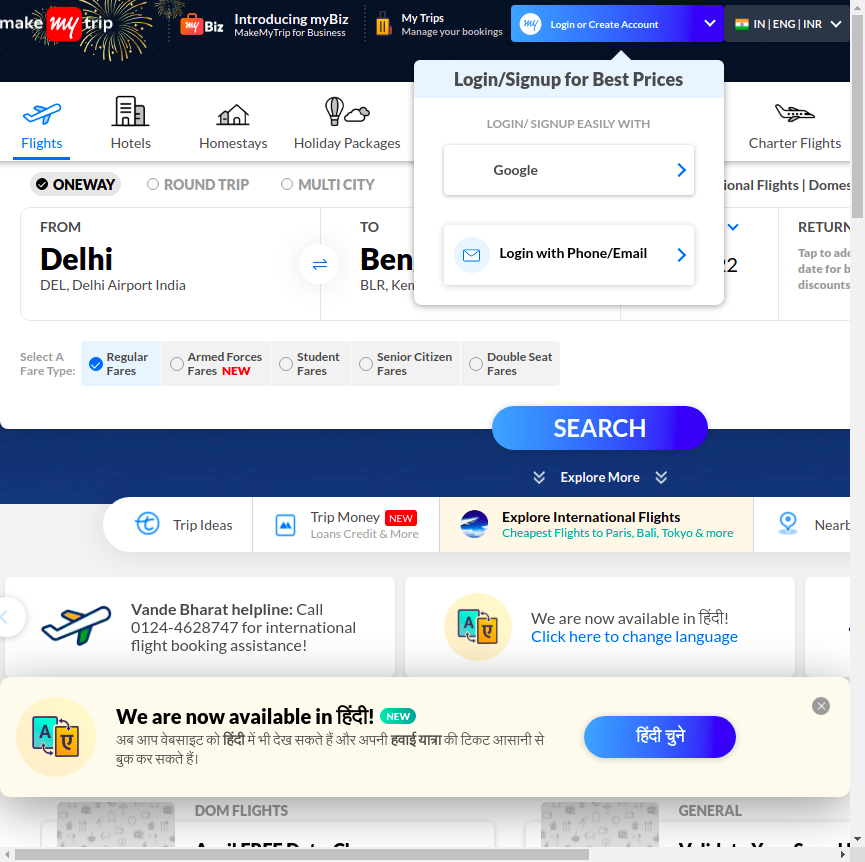 make my trip
my Biz
Introducing myBiz
MakeMyTrip for Business
My Trips
Manage your bookings
my
Login or Create Account
IN | ENG | INR
Login/Signup for Best Prices
LOGIN/ SIGNUP EASILY WITH
Google
Login with Phone/Email
Flights
Hotels
Homestays
Holiday Packages
Charter Flights
ONEWAY
ROUND TRIP
MULTI CITY
ional Flights | Domes
FROM
Delhi
DEL, Delhi Airport India
TO
Ben
BLR, Kem
22
RETURN
Tap to add
date for b
discounts
Select A
Fare Type:
Regular
Fares
Armed Forces
Fares NEW
Student
Fares
Senior Citizen
Fares
Double Seat
Fares
SEARCH
Explore More
Trip Ideas
Trip Money NEW
Loans Credit & More
Explore International Flights
Cheapest Flights to Paris, Bali, Tokyo & more
Nearb
Vande Bharat helpline: Call
0124-4628747 for international
flight booking assistance!
A ए
We are now available in हिंदी!
Click here to change language
A ए
We are now available in हिंदी! NEW
अब आप वेबसाइट को हिंदी में भी देख सकते हैं और अपनी हवाई यात्रा की टिकट आसानी से
बुक कर सकते हैं।
हिंदी चुने
DOM FLIGHTS
GENERAL